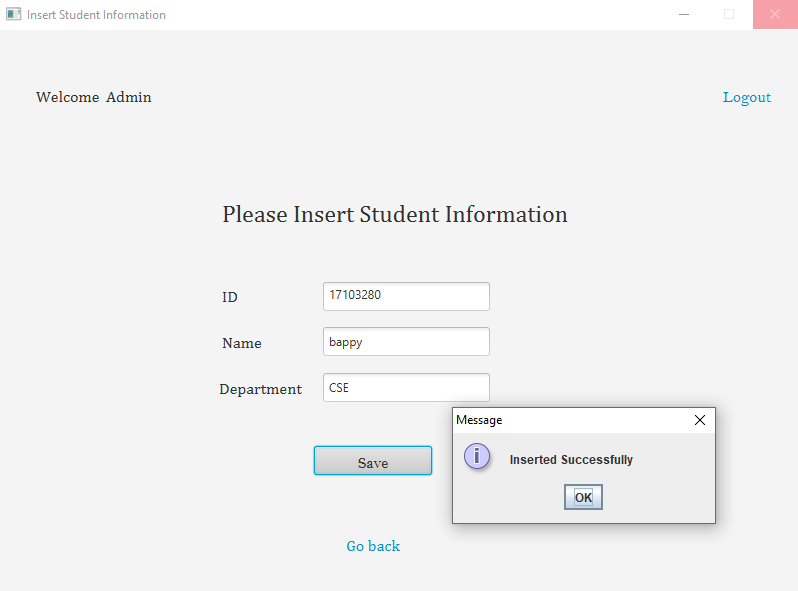 Insert Student Information
Welcome Admin
Logout
Please Insert Student Information
ID
17103280
Name
bappy
Department
CSE
Message
Inserted Successfully
OK
Save
Go back